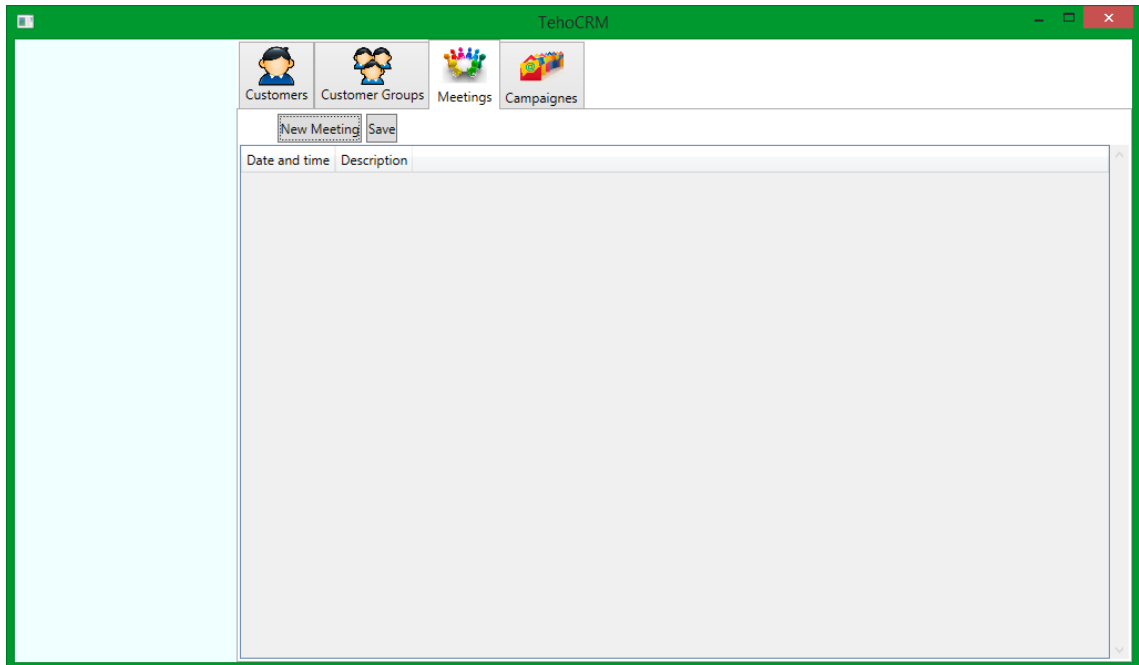 TehoCRM
Customers Customer Groups Meetings Campaignes
New Meeting Save
Date and time Description